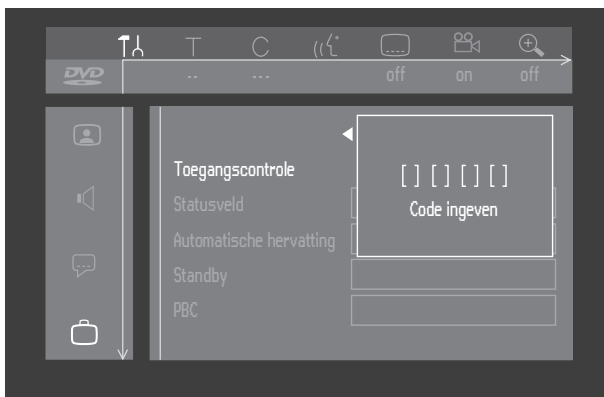 T C
DVD -- --- off on off
Toegangscontrole
[ ] [ ] [ ] [ ]
Code ingeven
Statusveld
Automatische hervatting
Standby
PBC